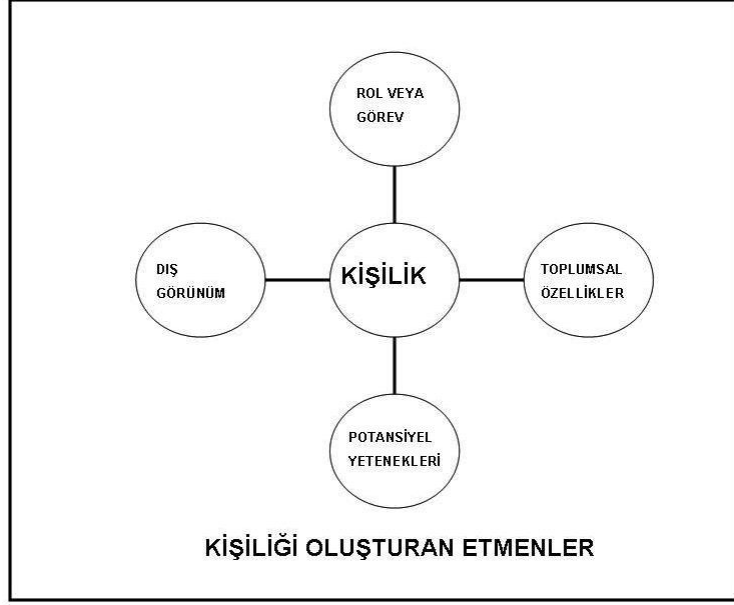 ROL VEYA
GÖREV
DIŞ
GÖRÜNÜM
KİŞİLİK
TOPLUMSAL
ÖZELLİKLER
POTANSİYEL
YETENEKLERİ
KİŞİLİĞİ OLUŞTURAN ETMENLER